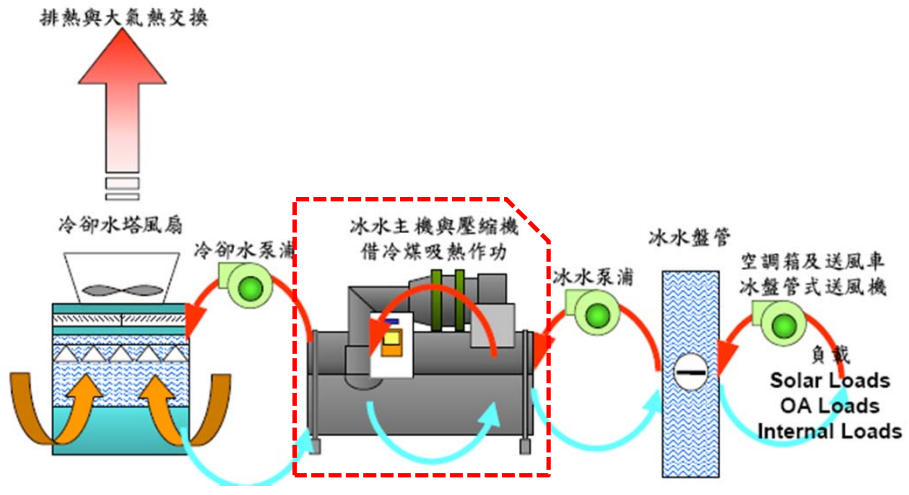 排熱與大氣熱交換
冷卻水塔風扇
冷卻水泵浦
冰水主機與壓縮機
借冷煤吸熱作功
冰水泵浦
冰水盤管
空調箱及送風車
冰盤管式送風機
負載
Solar Loads
OA Loads
Internal Loads